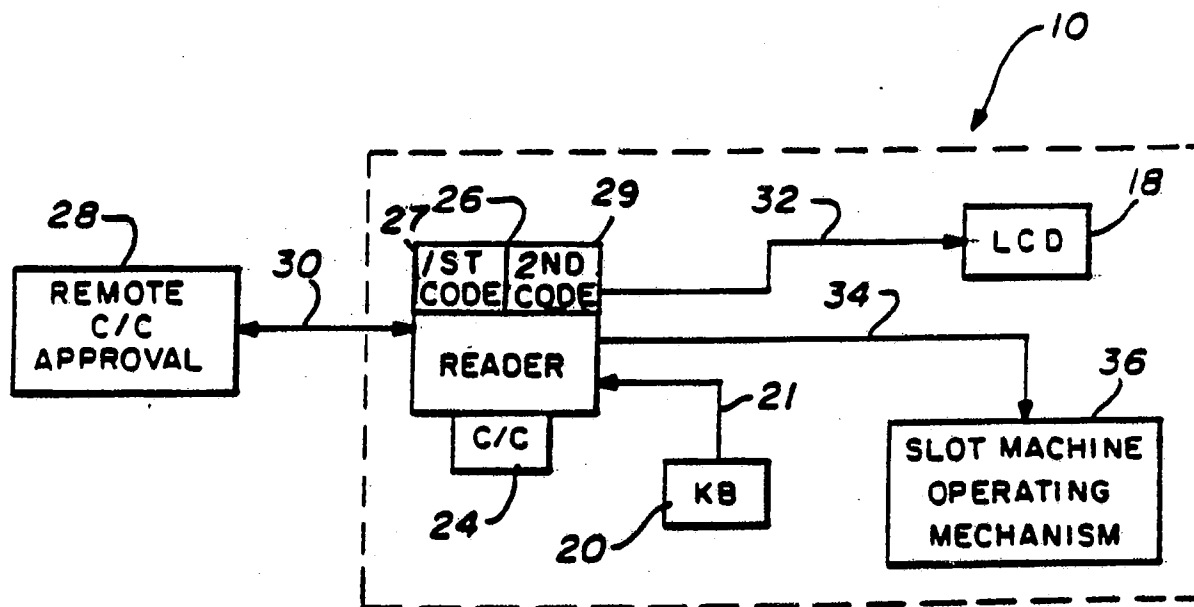 10
28
30
27
26
29
32
18
34
36
21
20
24
REMOTE
C/C
APPROVAL
1ST
CODE
2ND
CODE
READER
C/C
KB
LCD
SLOT MACHINE
OPERATING
MECHANISM